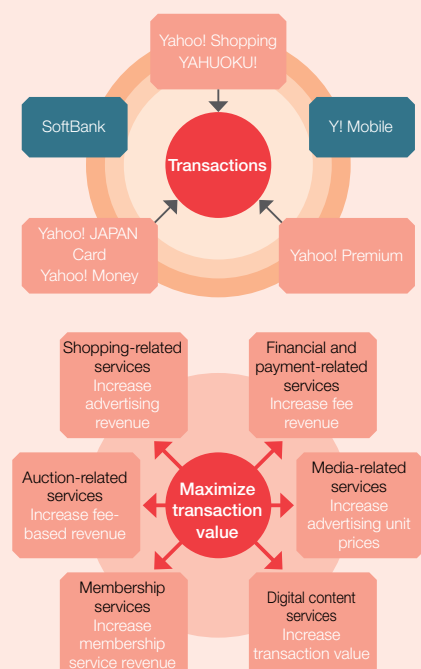 Yahoo! Shopping
YAHUOKU!
SoftBank
Y! Mobile
Transactions
Yahoo! JAPAN
Card
Yahoo! Money
Yahoo! Premium
Shopping-related
services
Increase
advertising
revenue
Financial and
payment-related
services
Increase fee
revenue
Auction-related
services
Increase fee-
based revenue
Maximize
transaction
value
Media-related
services
Increase
advertising unit
prices
Membership
services
Increase
membership
service revenue
Digital content
services
Increase
transaction value